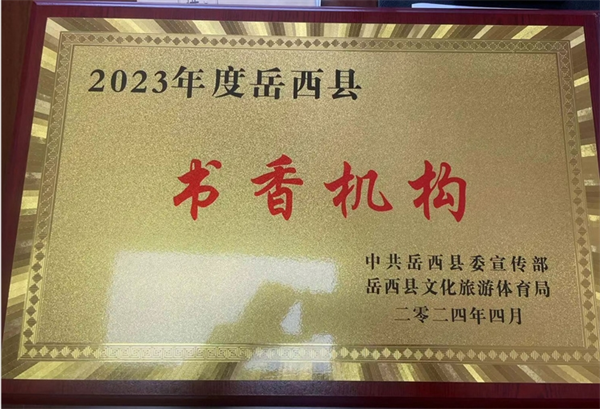 2023年度岳西县
书香机构
中共岳西县委宣传部
岳西县文化旅游体育局
二零二四年四月